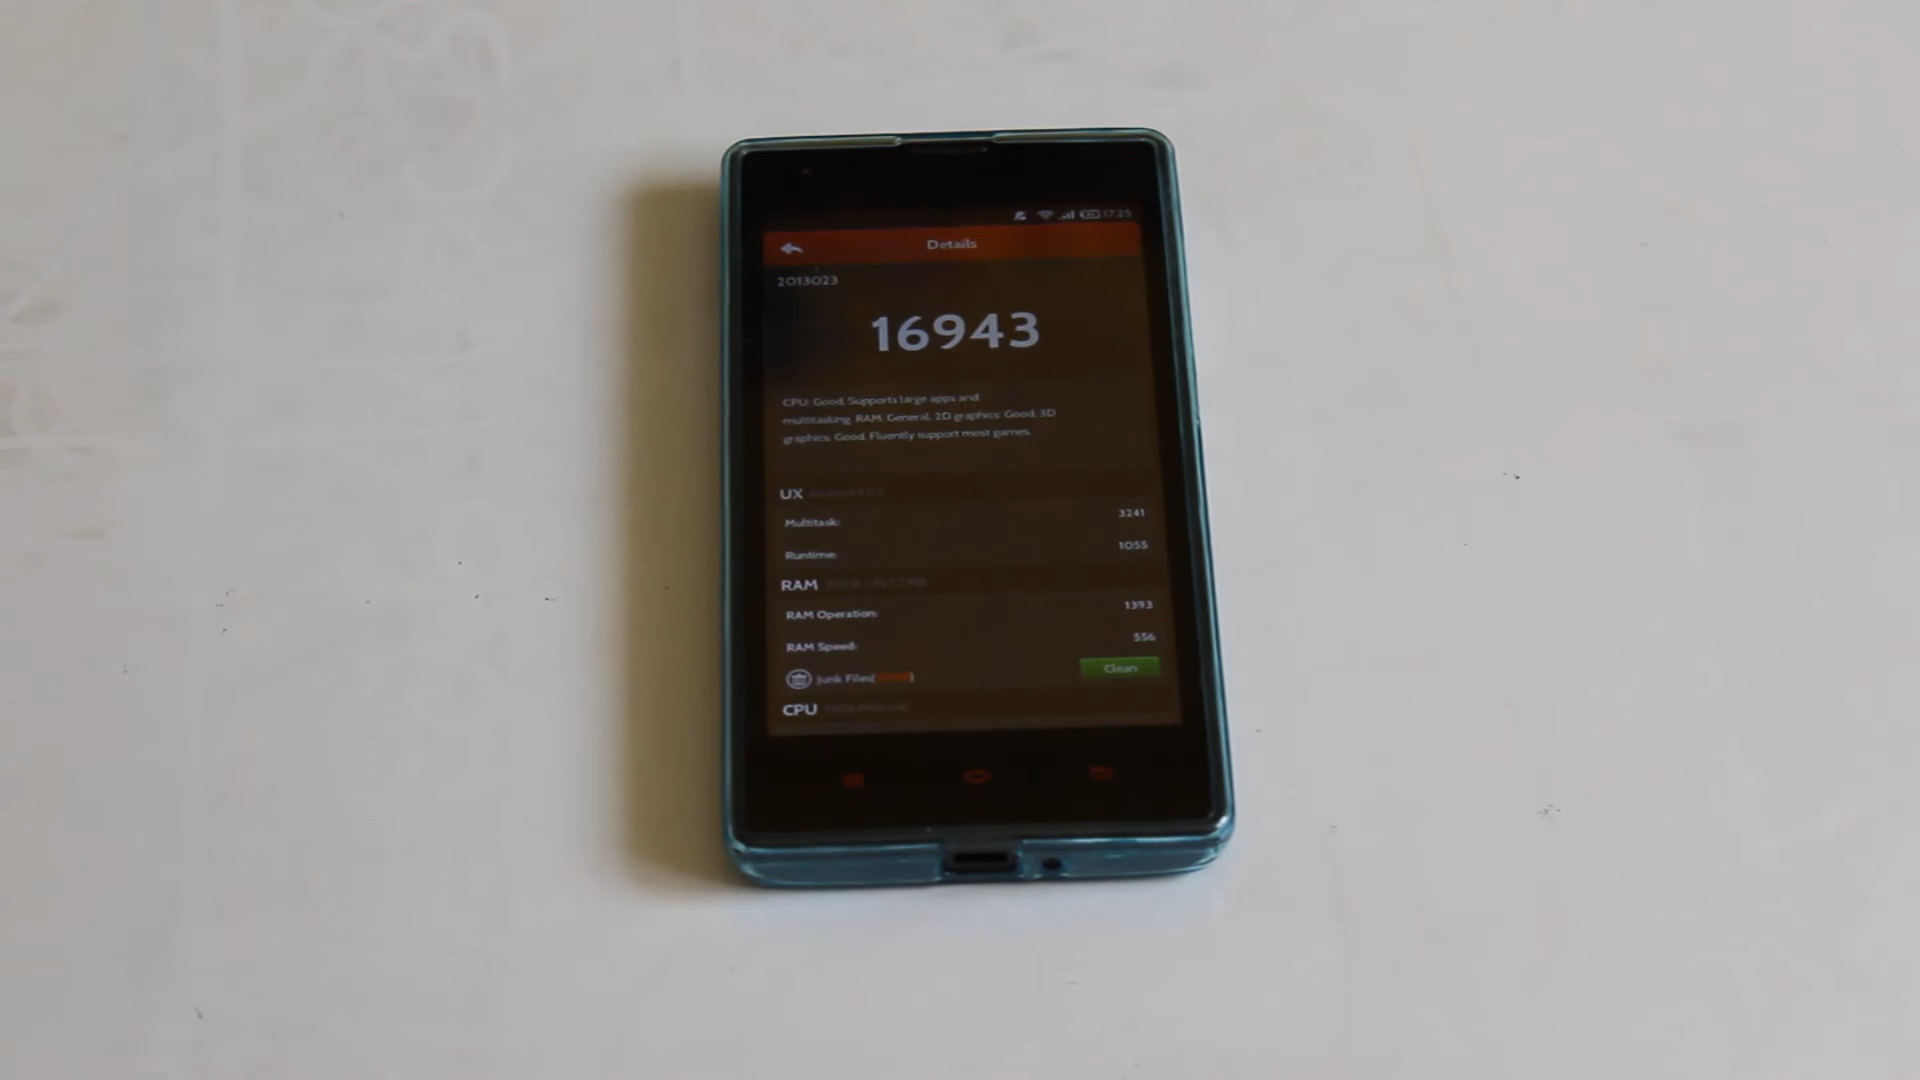 17:25
Details
2013023
16943
CPU: Good. Supports large apps and
multitasking, RAM: General, 2D graphics: Good, 3D
graphics: Good, Fluently support most games.
UX
Multitask: 3241
Runtime: 1055
RAM
RAM Operation: 1393
RAM Speed: 556
Junk Files( ) Clean
CPU